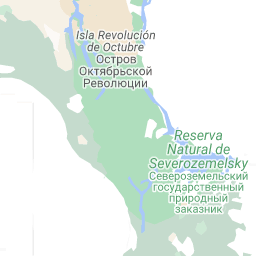 Isla Revolución
de Octubre
Остров
Октябрьской
Революции
Reserva
Natural de
Severozemelsky
Североземельский
государственный
природный
заказник